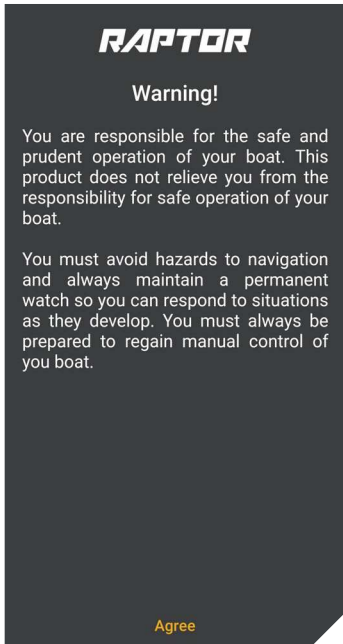 RAPTOR
Warning!
You are responsible for the safe and
prudent operation of your boat. This
product does not relieve you from the
responsibility for safe operation of your
boat.
You must avoid hazards to navigation
and always maintain a permanent
watch so you can respond to situations
as they develop. You must always be
prepared to regain manual control of
you boat.
Agree